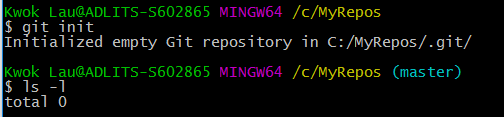 Kwok Lau@ADLITS-S602865 MINGW64 /c/MyRepos
$ git init
Initialized empty Git repository in C:/MyRepos/.git/
Kwok Lau@ADLITS-S602865 MINGW64 /c/MyRepos (master)
$ ls -l
total 0